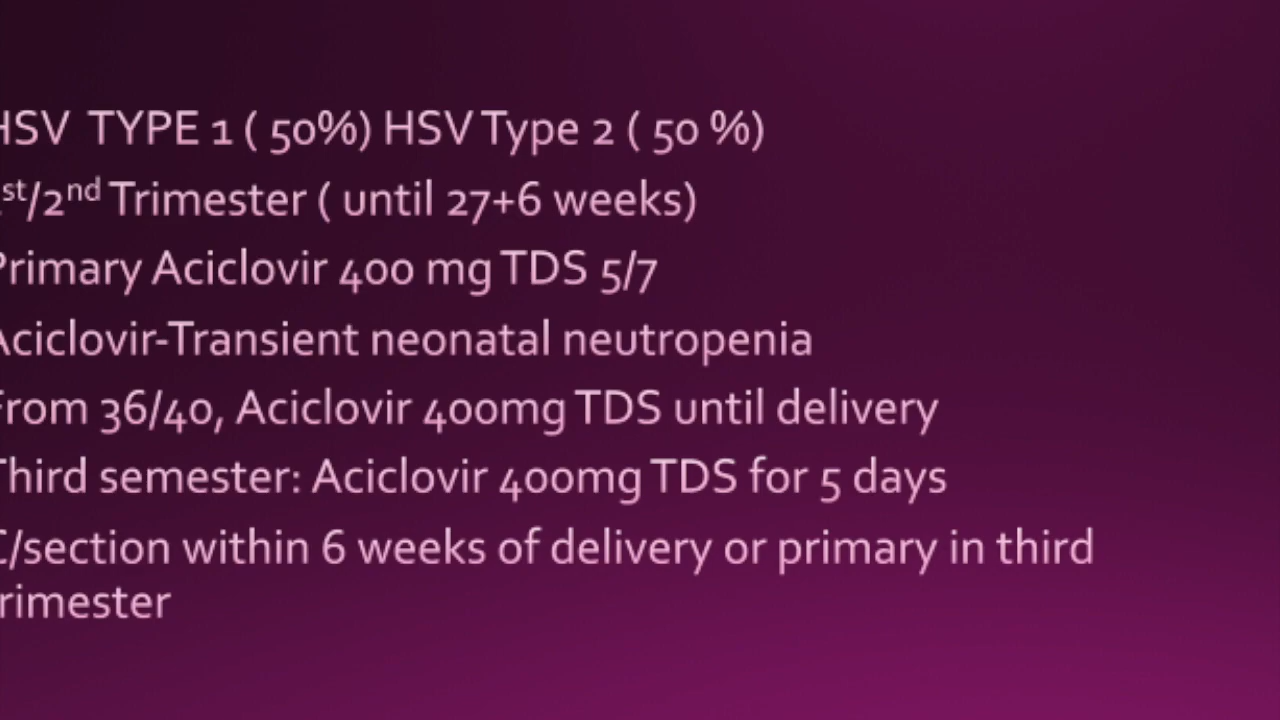 HSV TYPE 1 ( 50%) HSV Type 2 ( 50 %)
1st/2nd Trimester ( until 27+6 weeks)
Primary Aciclovir 400 mg TDS 5/7
Aciclovir-Transient neonatal neutropenia
From 36/40, Aciclovir 400mg TDS until delivery
Third semester: Aciclovir 400mg TDS for 5 days
C/section within 6 weeks of delivery or primary in third
trimester